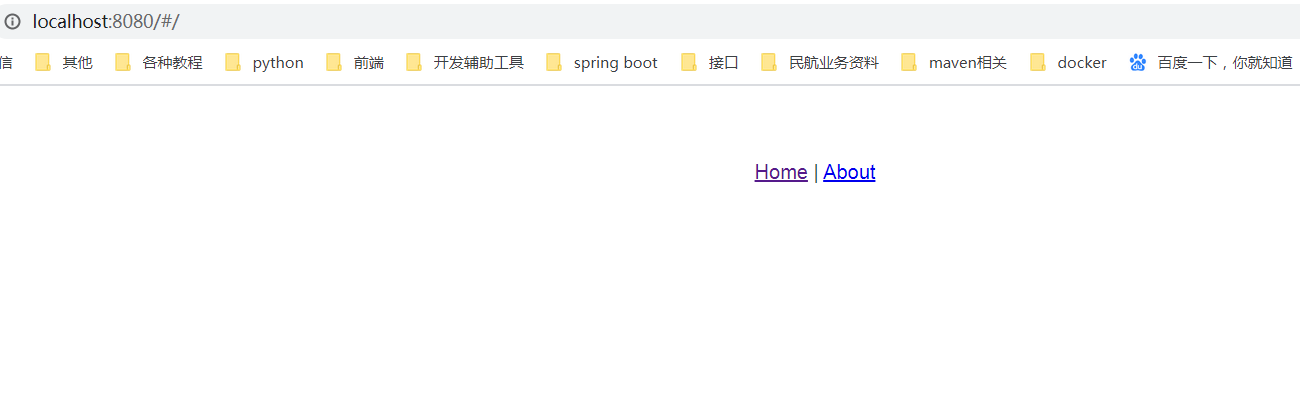 localhost:8080/#/
信 其他 各种教程 python 前端 开发辅助工具 spring boot 接口 民航业务资料 maven相关 docker 百度一下，你就知道
Home | About